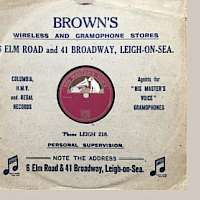 BROWN'S
WIRELESS AND GRAMOPHONE STORES
6 ELM ROAD and 41 BROADWAY, LEIGH-ON-SEA.
COLUMBIA,
H.M.V.
and REGAL
RECORDS
Agents for
"HIS MASTER'S
VOICE"
GRAMOPHONES
'Phone LEIGH 218.
PERSONAL SUPERVISION.
NOTE THE ADDRESS
6 Elm Road & 41 Broadway, Leigh-on-Sea.